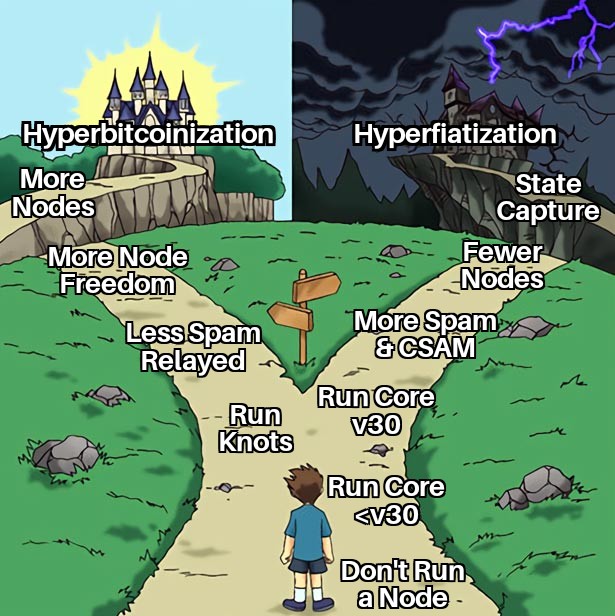 Hyperbitcoinization
Hyperfiatization
More
Nodes
State
Capture
More Node
Freedom
Fewer
Nodes
Less Spam
Relayed
More Spam
& CSAM
Run
Knots
Run Core
v30
Run Core
<v30
Don't Run
a Node